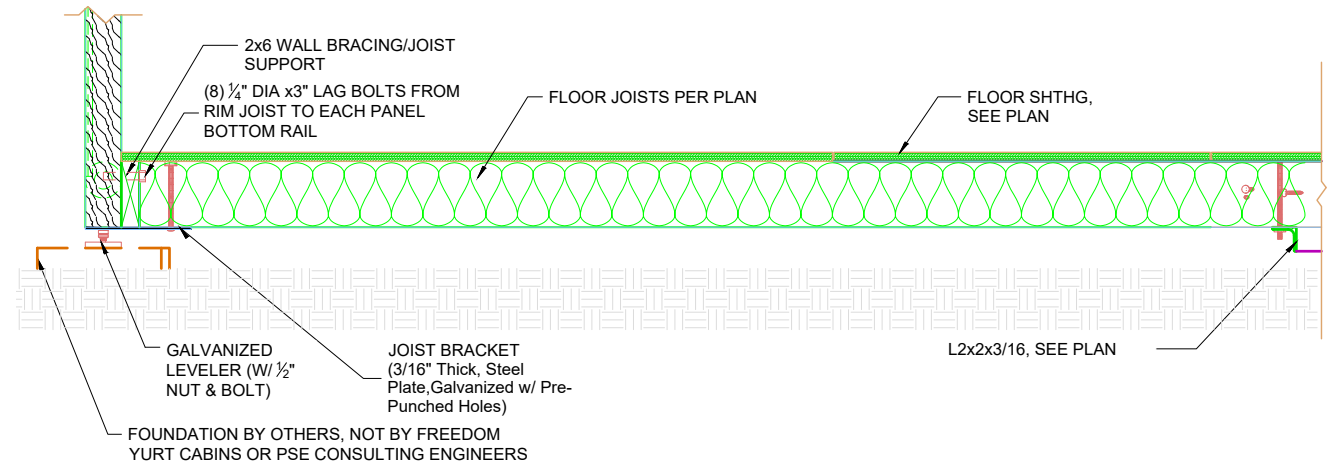 2x6 WALL BRACING/JOIST
SUPPORT
(8) ¼" DIA x3" LAG BOLTS FROM
RIM JOIST TO EACH PANEL
BOTTOM RAIL
FLOOR JOISTS PER PLAN
FLOOR SHTHG,
SEE PLAN
GALVANIZED
LEVELER (W/ ½"
NUT & BOLT)
JOIST BRACKET
(3/16" Thick, Steel
Plate,Galvanized w/ Pre-
Punched Holes)
L2x2x3/16, SEE PLAN
FOUNDATION BY OTHERS, NOT BY FREEDOM
YURT CABINS OR PSE CONSULTING ENGINEERS